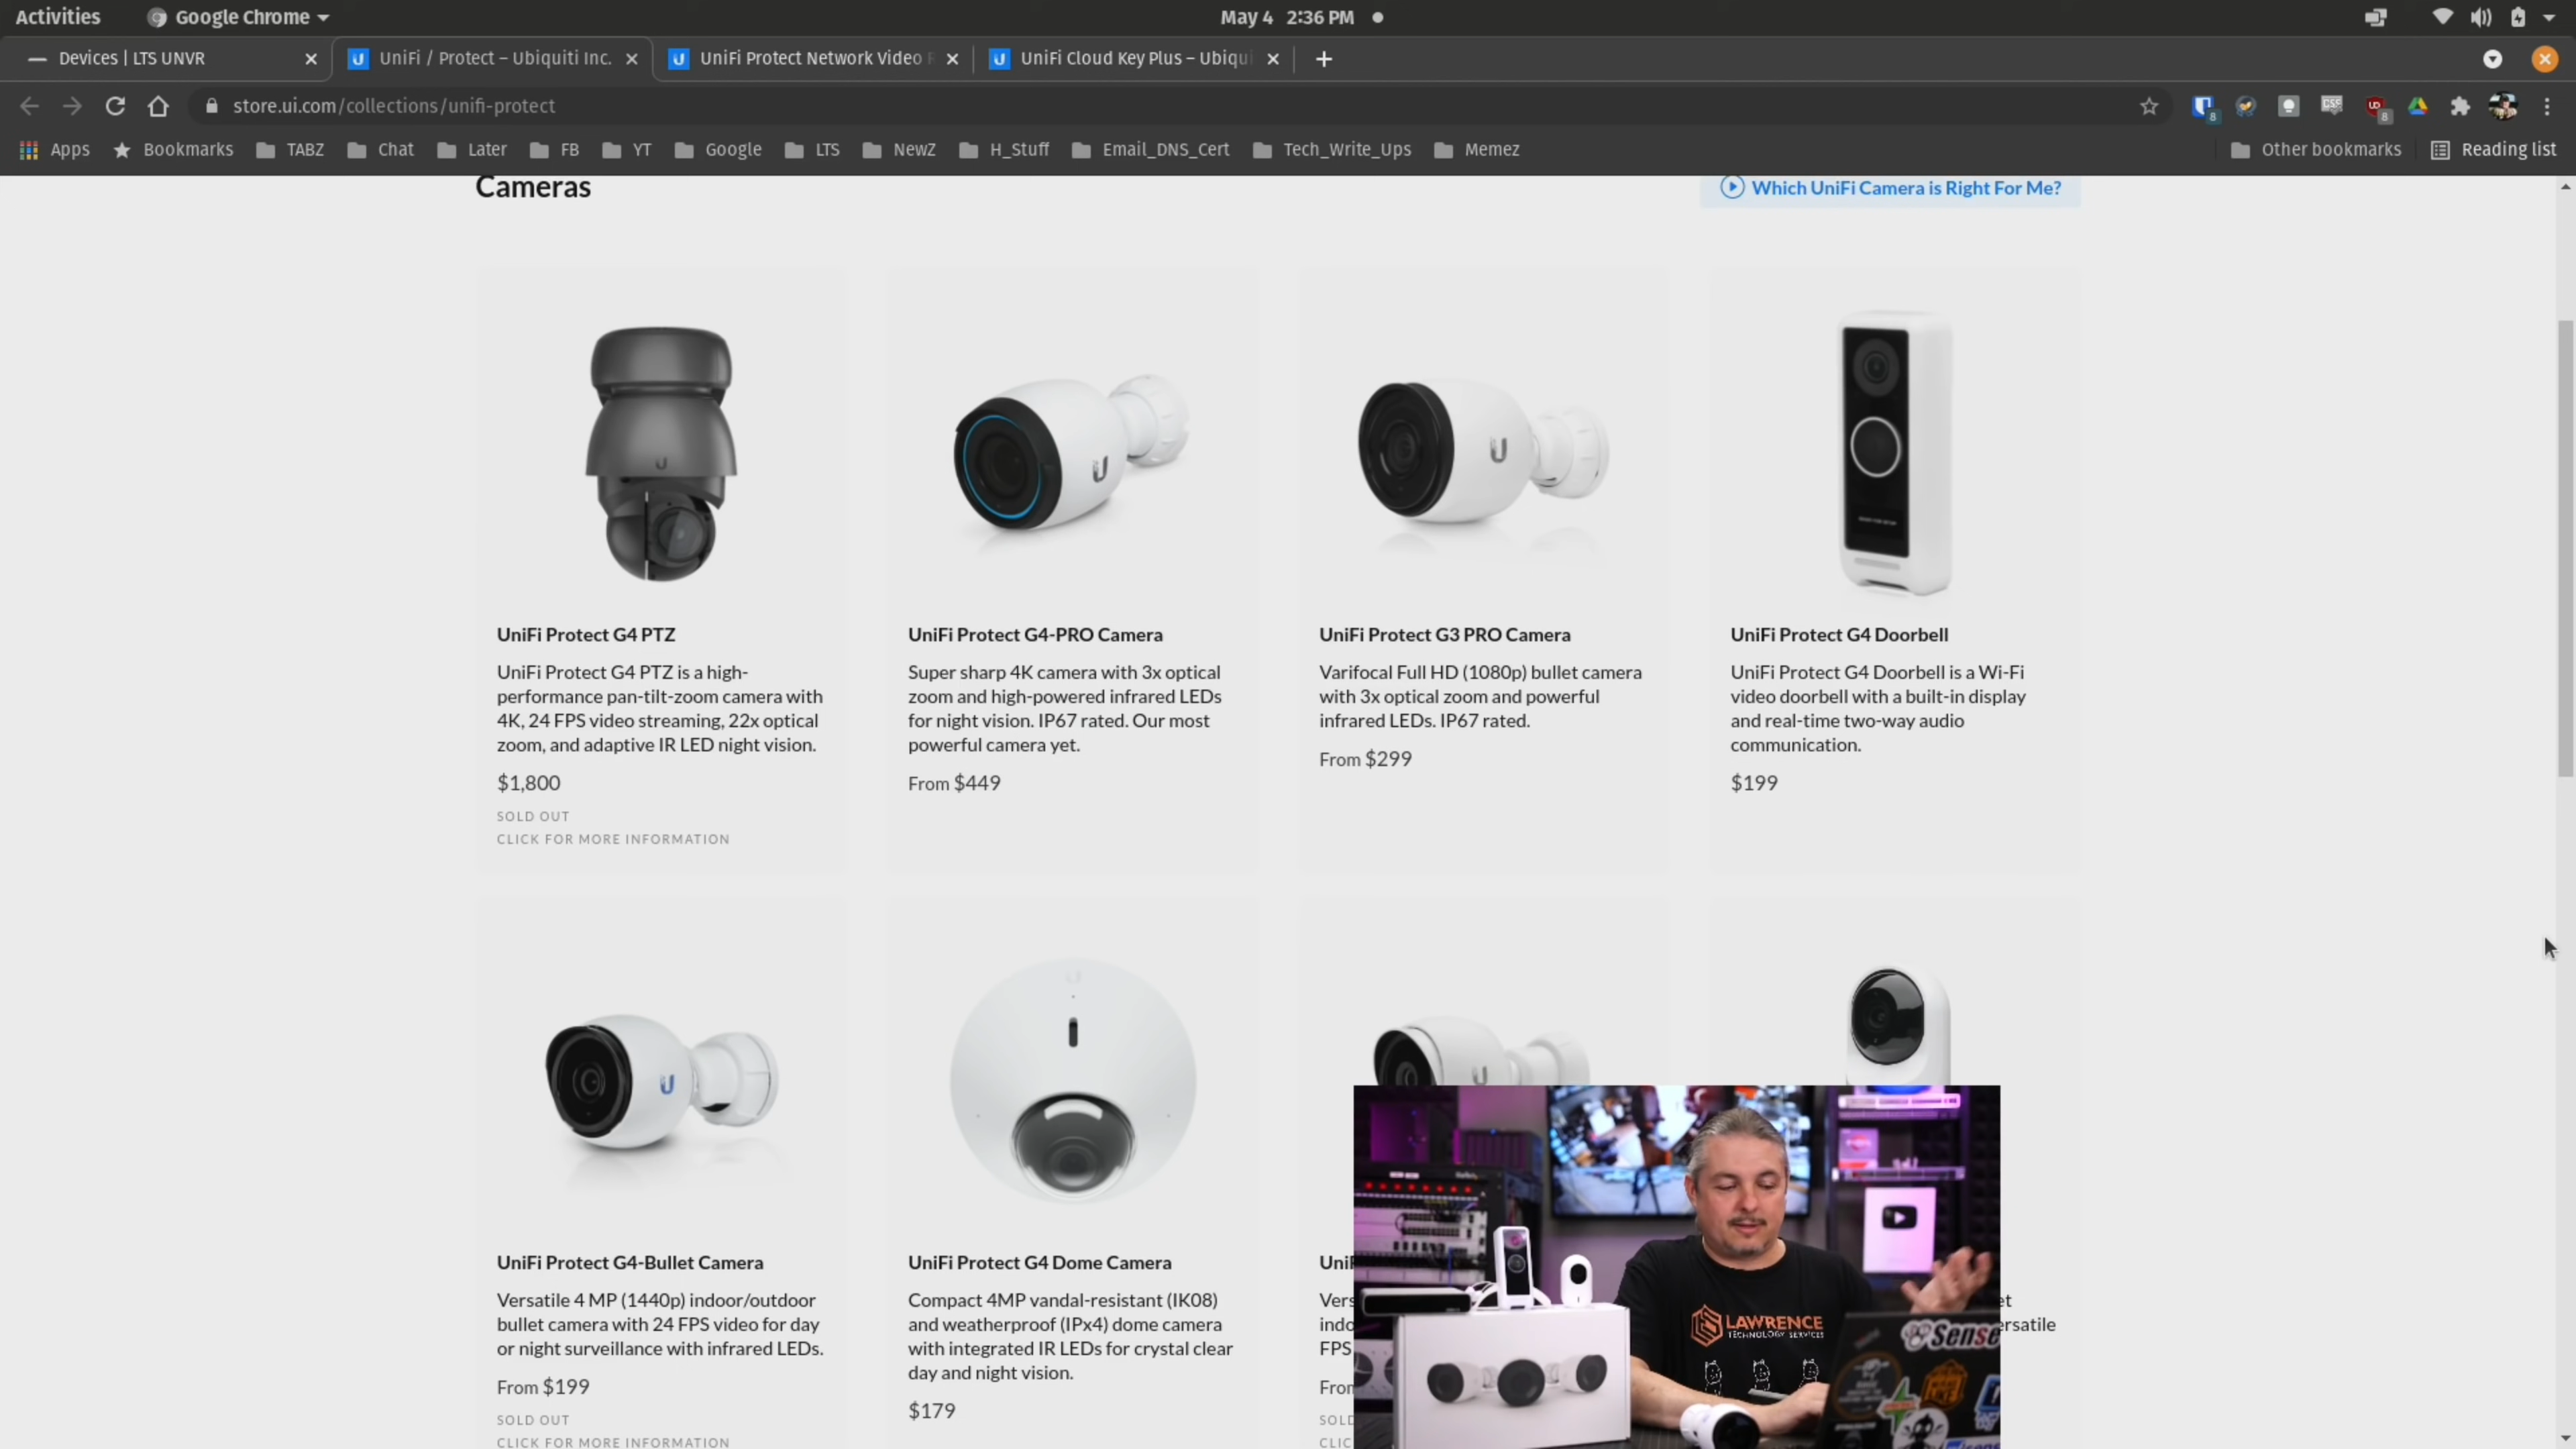 Activities
Google Chrome
May 4 2:36 PM
Devices | LTS UNVR
UniFi / Protect – Ubiquiti Inc.
UniFi Protect Network Video
UniFi Cloud Key Plus – Ubiqui
store.ui.com/collections/unifi-protect
Apps
Bookmarks
TABZ
Chat
Later
FB
YT
Google
LTS
NewZ
H_Stuff
Email_DNS_Cert
Tech_Write_Ups
Memez
Other bookmarks
Reading list
Cameras
Which UniFi Camera is Right For Me?
UniFi Protect G4 PTZ
UniFi Protect G4 PTZ is a high-
performance pan-tilt-zoom camera with
4K, 24 FPS video streaming, 22x optical
zoom, and adaptive IR LED night vision.
$1,800
SOLD OUT
CLICK FOR MORE INFORMATION
UniFi Protect G4-PRO Camera
Super sharp 4K camera with 3x optical
zoom and high-powered infrared LEDs
for night vision. IP67 rated. Our most
powerful camera yet.
From $449
UniFi Protect G3 PRO Camera
Varifocal Full HD (1080p) bullet camera
with 3x optical zoom and powerful
infrared LEDs. IP67 rated.
From $299
UniFi Protect G4 Doorbell
UniFi Protect G4 Doorbell is a Wi-Fi
video doorbell with a built-in display
and real-time two-way audio
communication.
$199
UniFi Protect G4-Bullet Camera
Versatile 4 MP (1440p) indoor/outdoor
bullet camera with 24 FPS video for day
or night surveillance with infrared LEDs.
From $199
SOLD OUT
CLICK FOR MORE INFORMATION
UniFi Protect G4 Dome Camera
Compact 4MP vandal-resistant (IK08)
and weatherproof (IPx4) dome camera
with integrated IR LEDs for crystal clear
day and night vision.
$179
FPS
LAWRENCE
TECHNOLOGY SERVICES
Sense